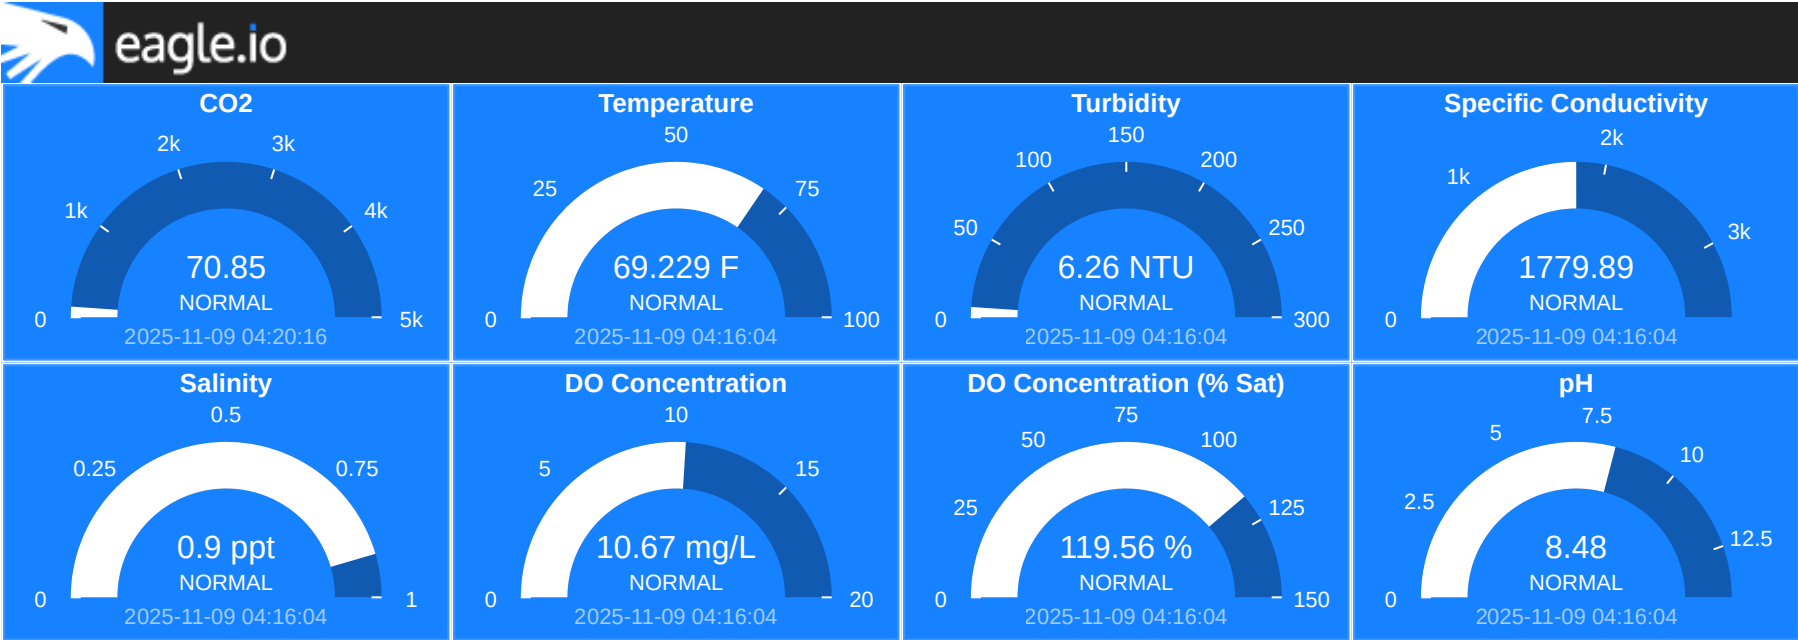 eagle.io
CO2
2k
3k
1k
4k
70.85
NORMAL
0
5k
2025-11-09 04:20:16
Temperature
50
25
75
69.229 F
NORMAL
0
100
2025-11-09 04:16:04
Turbidity
150
100
200
50
250
6.26 NTU
NORMAL
0
300
2025-11-09 04:16:04
Specific Conductivity
2k
1k
3k
1779.89
NORMAL
0
2025-11-09 04:16:04
Salinity
0.5
0.25
0.75
0.9 ppt
NORMAL
0
1
2025-11-09 04:16:04
DO Concentration
10
5
15
10.67 mg/L
NORMAL
0
20
2025-11-09 04:16:04
DO Concentration (% Sat)
75
50
100
25
125
119.56 %
NORMAL
0
150
2025-11-09 04:16:04
pH
7.5
5
10
2.5
12.5
8.48
NORMAL
0
2025-11-09 04:16:04